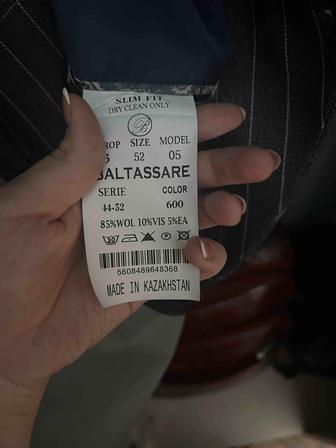 SLIM FIT
DRY CLEAN ONLY
B
SIZE MODEL
52 05
BALTASSARE
SERIE COLOR
44-52 600
85%WOL 10%VIS 5%EA
5608489648368
MADE IN KAZAKHSTAN